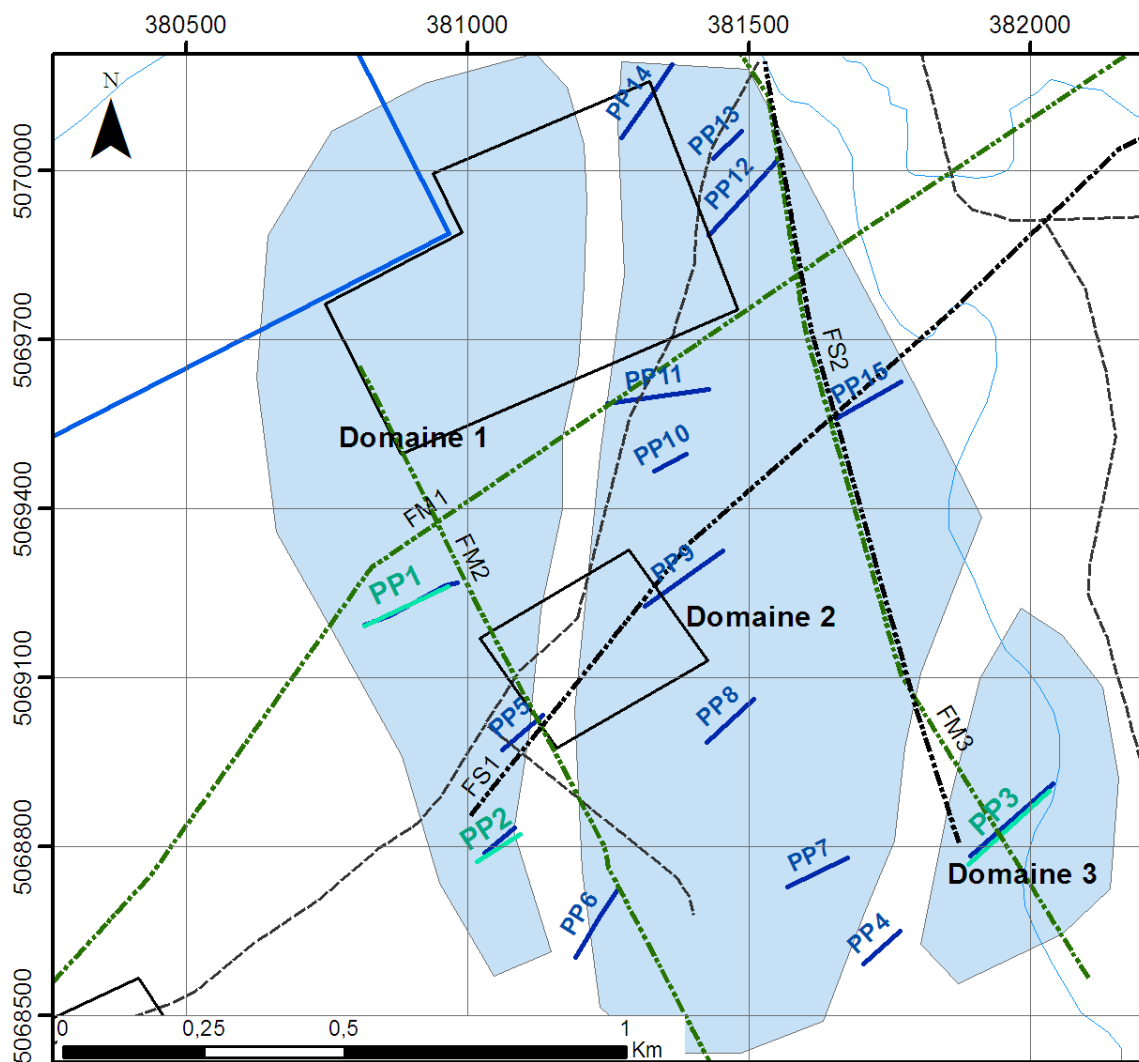 380500 381000 381500 382000
N
5070000
5069700
5069400
5069100
5068800
5068500
PP14
PP13
PP12
FS2
PP15
PP11
PP10
Domaine 1
FM1
FM2
PP1
PP9
Domaine 2
PP5
PP8
FM3
FS1
PP2
PP3
PP7
Domaine 3
PP6
PP4
0 0,25 0,5 1
Km